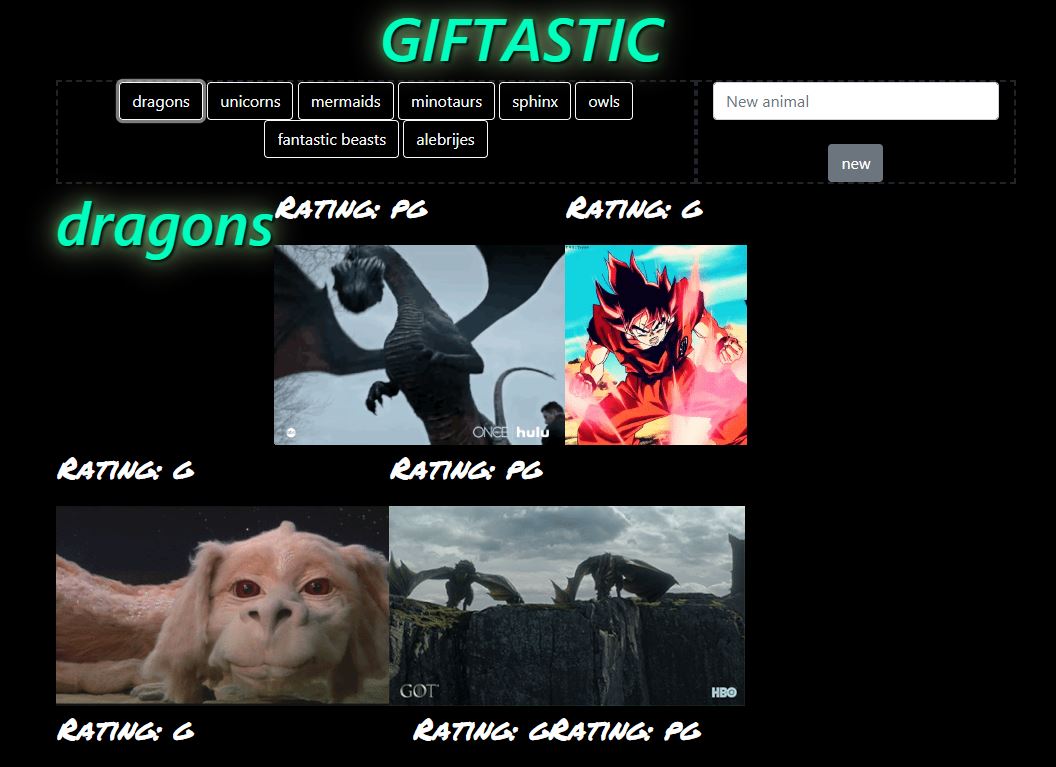 GIFTASTIC
dragons unicorns mermaids minotaurs sphinx owls
fantastic beasts alebrijes
New animal
new
dragons
Rating: pg
Rating: g
ONCE hulu
Rating: g
Rating: pg
GOT
HBO
Rating: g
Rating: g
Rating: pg